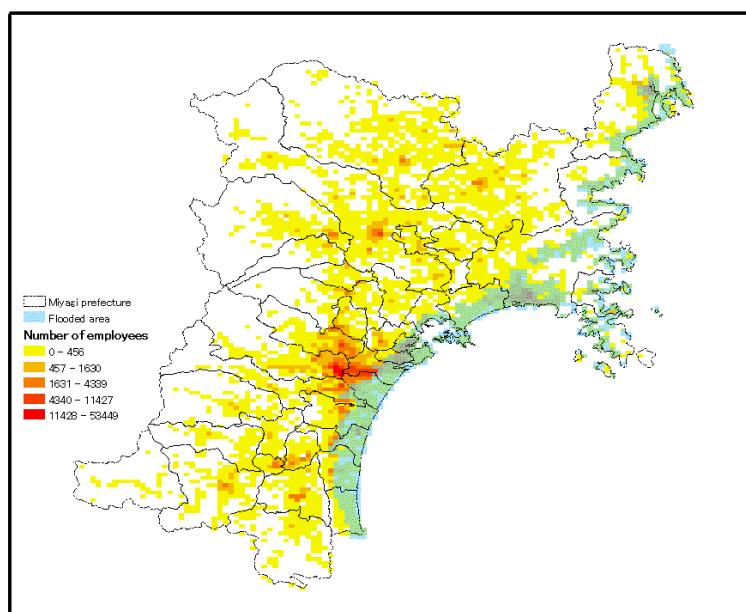 Miyagi prefecture
Flooded area
Number of employees
0 - 456
457 - 1630
1631 - 4339
4340 - 11427
11428 - 53449